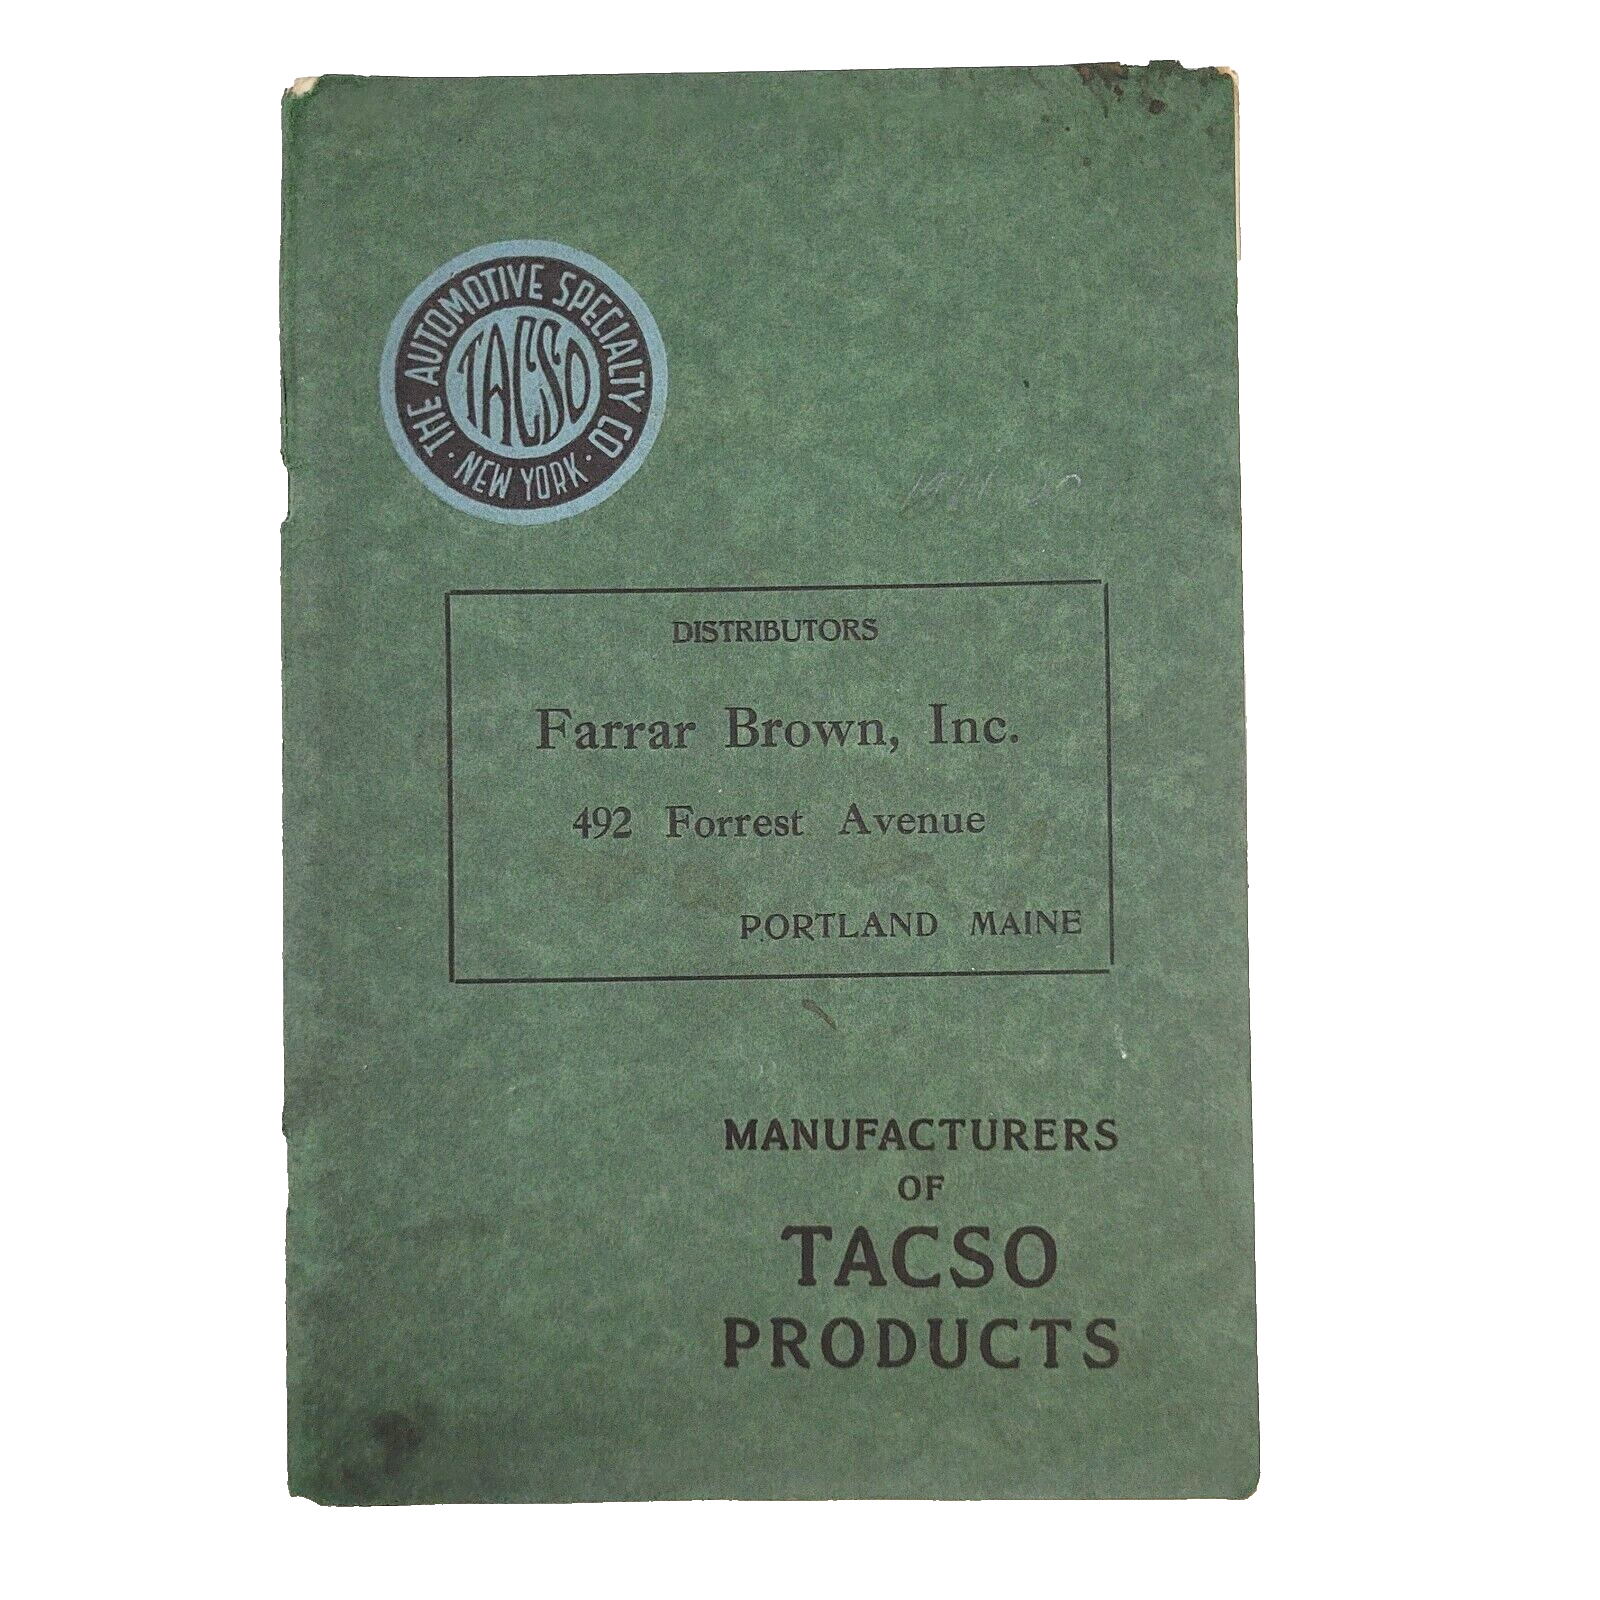 THE AUTOMOTIVE SPECIALTY CO
TACSO
· NEW YORK ·
DISTRIBUTORS
Farrar Brown, Inc.
492 Forrest Avenue
PORTLAND MAINE
MANUFACTURERS
OF
TACSO
PRODUCTS